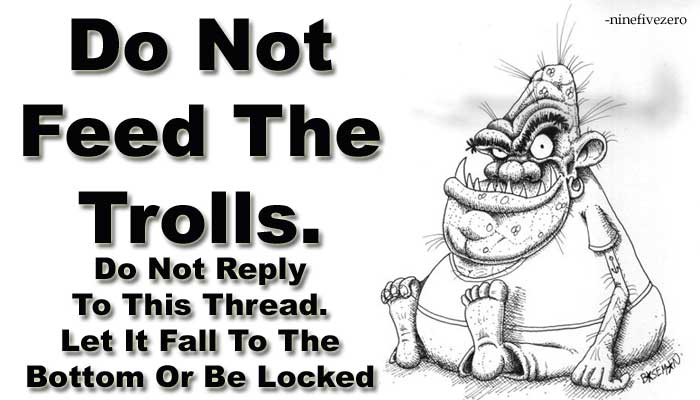 -ninefivezero
Do Not
Feed The
Trolls.
Do Not Reply
To This Thread.
Let It Fall To The
Bottom Or Be Locked